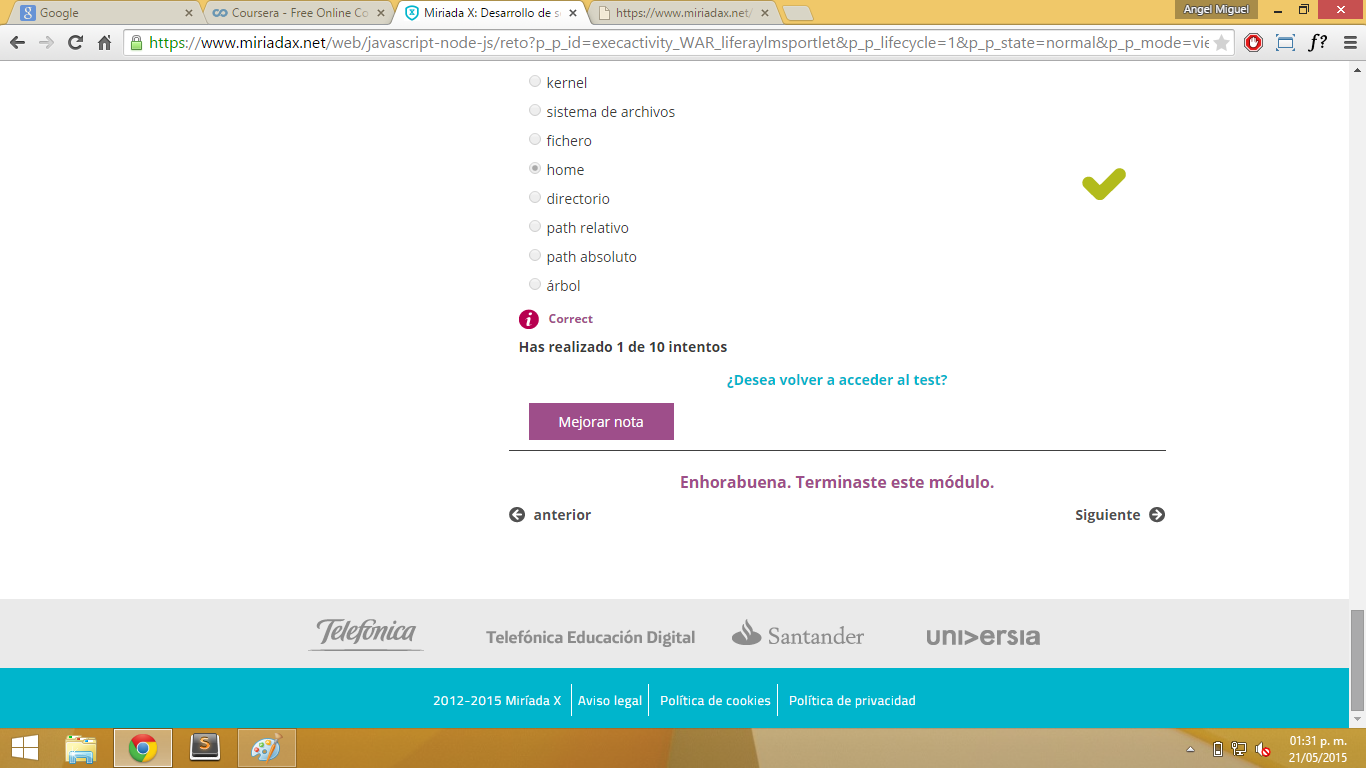 Google
Coursera - Free Online Co
Miriada X: Desarrollo de s
https://www.miriadax.net/
Angel Miguel
https://www.miriadax.net/web/javascript-node-js/reto?p_p_id=execactivity_WAR_liferaylmsportlet&p_p_lifecycle=1&p_p_state=normal&p_p_mode=vie
f?
kernel
sistema de archivos
fichero
home
directorio
path relativo
path absoluto
árbol
Correct
Has realizado 1 de 10 intentos
¿Desea volver a acceder al test?
Mejorar nota
Enhorabuena. Terminaste este módulo.
anterior
Siguiente
Telefónica
Telefónica Educación Digital
Santander
universia
2012-2015 Miríada X
Aviso legal
Política de cookies
Política de privacidad
01:31 p. m.
21/05/2015